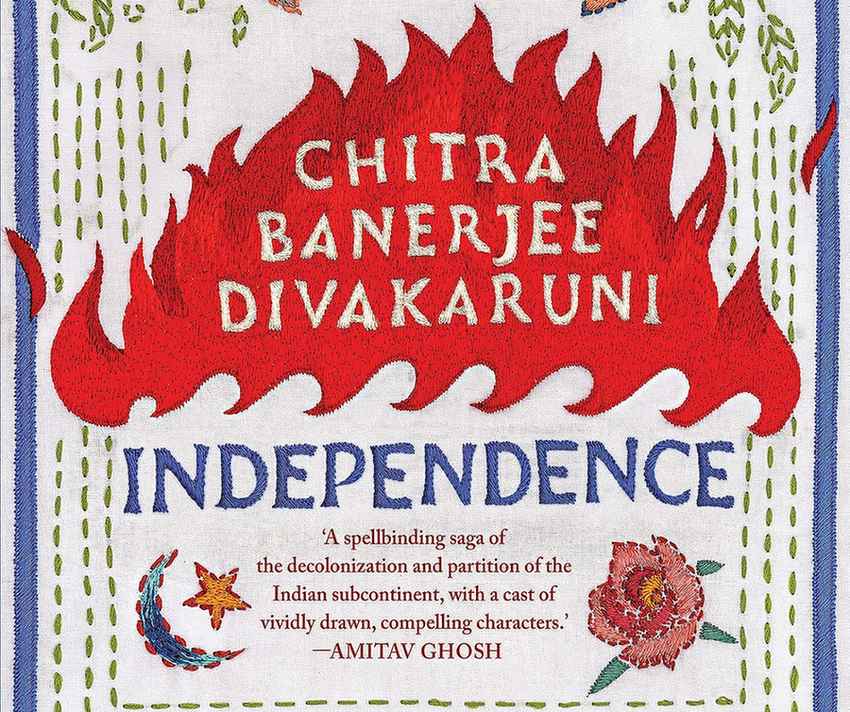 CHITRA
BANERJEE
DIVAKARUNI
INDEPENDENCE
‘A spellbinding saga of
the decolonization and partition of the
Indian subcontinent, with a cast of
vividly drawn, compelling characters.’
—AMITAV GHOSH